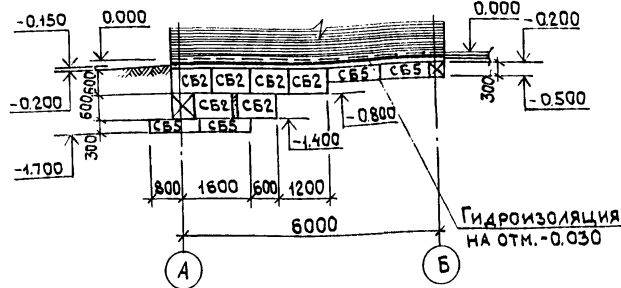 -0.150
0.000
0.000
-0.200
СБ2 СБ2 СБ2 СБ2 СБ5 СБ5
300
-0.200
600
600
СБ2 СБ2
-0.800
-0.500
СБ5 СБ5
-1.400
-1.700
300
800 1600 600 1200
6000
Гидроизоляция
на отм. -0.030
А
Б